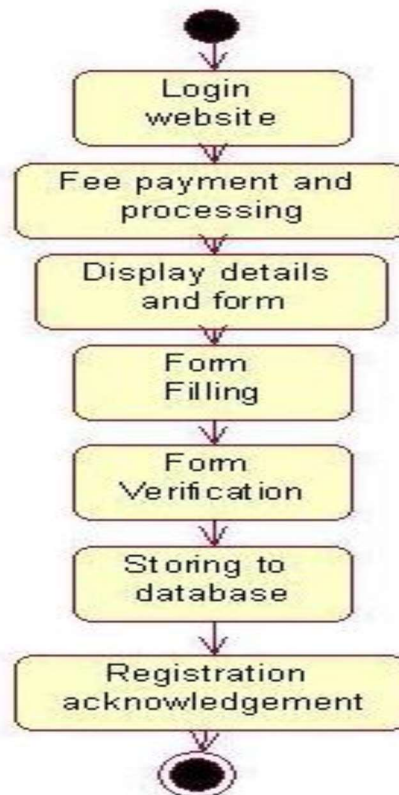 Login
website
Fee payment and
processing
Display details
and form
Form
Filling
Form
Verification
Storing to
database
Registration
acknowledgement